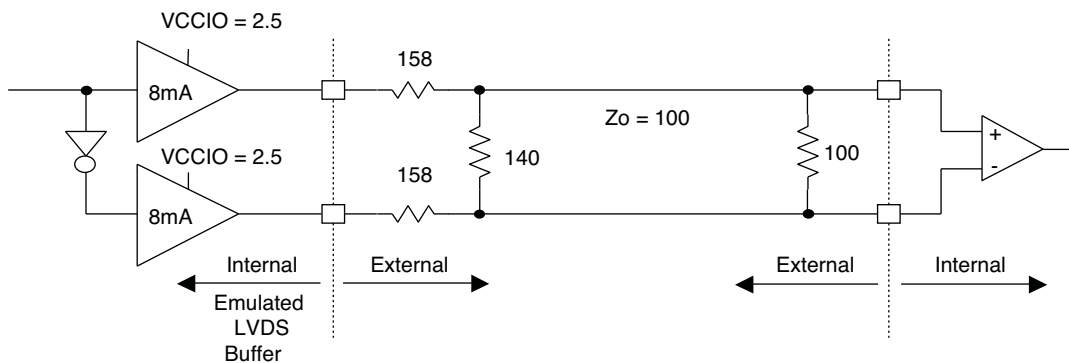 VCCIO = 2.5
158
8mA
Zo = 100
VCCIO = 2.5
140
100
+
-
158
8mA
Internal
External
External
Internal
Emulated
LVDS
Buffer